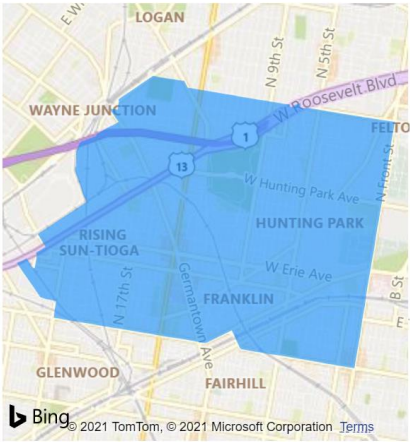 LOGAN
E W
N 9th St
N 5th St
WAYNE JUNCTION
W Roosevelt Blvd
FELTO
1
13
N Front St
W Hunting Park Ave
HUNTING PARK
RISING
SUN-TIOGA
W Erie Ave
N 17th St
Germantown Ave
FRANKLIN
B St
E
GLENWOOD
FAIRHILL
Bing
© 2021 TomTom, © 2021 Microsoft Corporation Terms